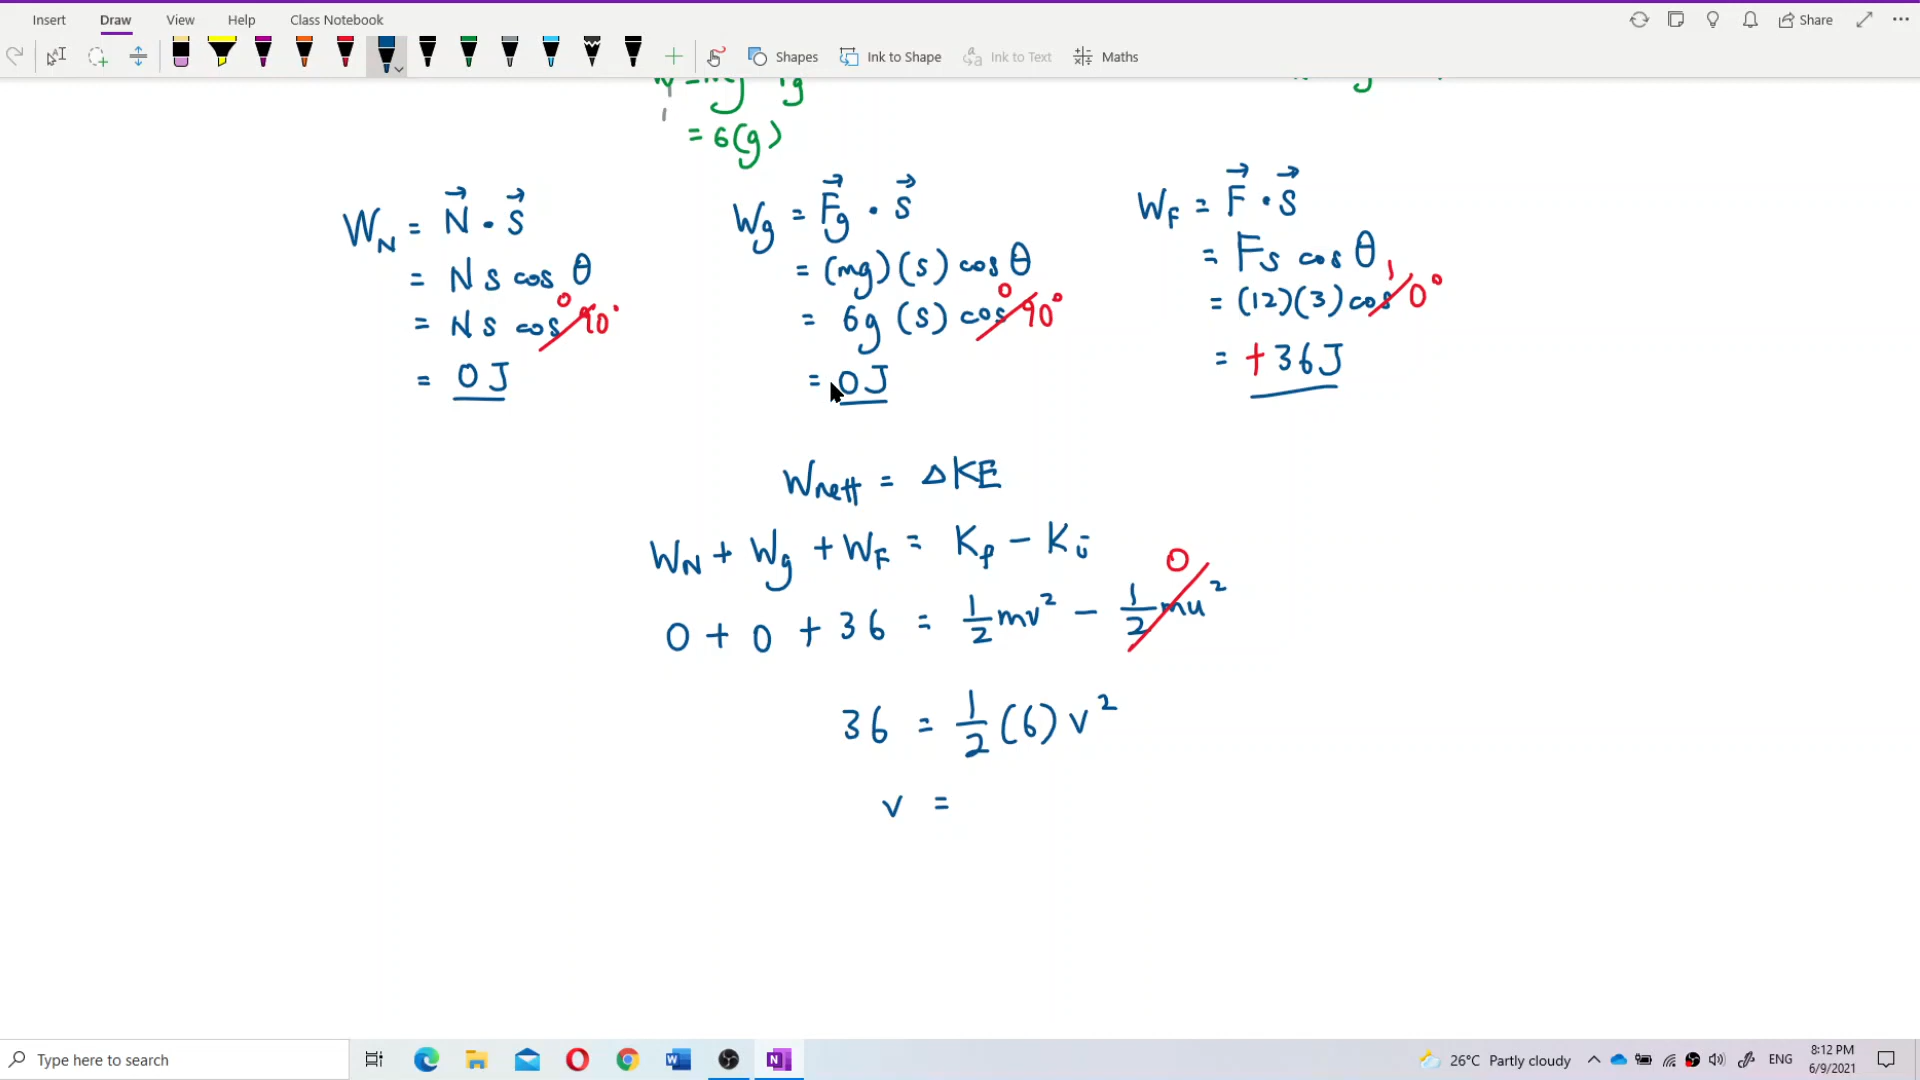 Insert Draw View Help Class Notebook Share
Shapes Ink to Shape Ink to Text Maths
= 6(g)
W_N = N⃗ · S⃗
= N s cos θ
= N s cos 90° 0
= 0 J
W_g = F⃗_g · S⃗
= (mg)(s) cos θ
= 6g (s) cos 90° 0
= 0 J
W_F = F⃗ · S⃗
= Fs cos θ
= (12)(3) cos 0° 1
= +36J
W_nett = ΔKE
W_N + W_g + W_F = K_f − K_i
0 + 0 + 36 = 1/2 mv² − 1/2 mu² 0
36 = 1/2 (6) v²
v =
Type here to search
26°C Partly cloudy ENG 8:12 PM
6/9/2021